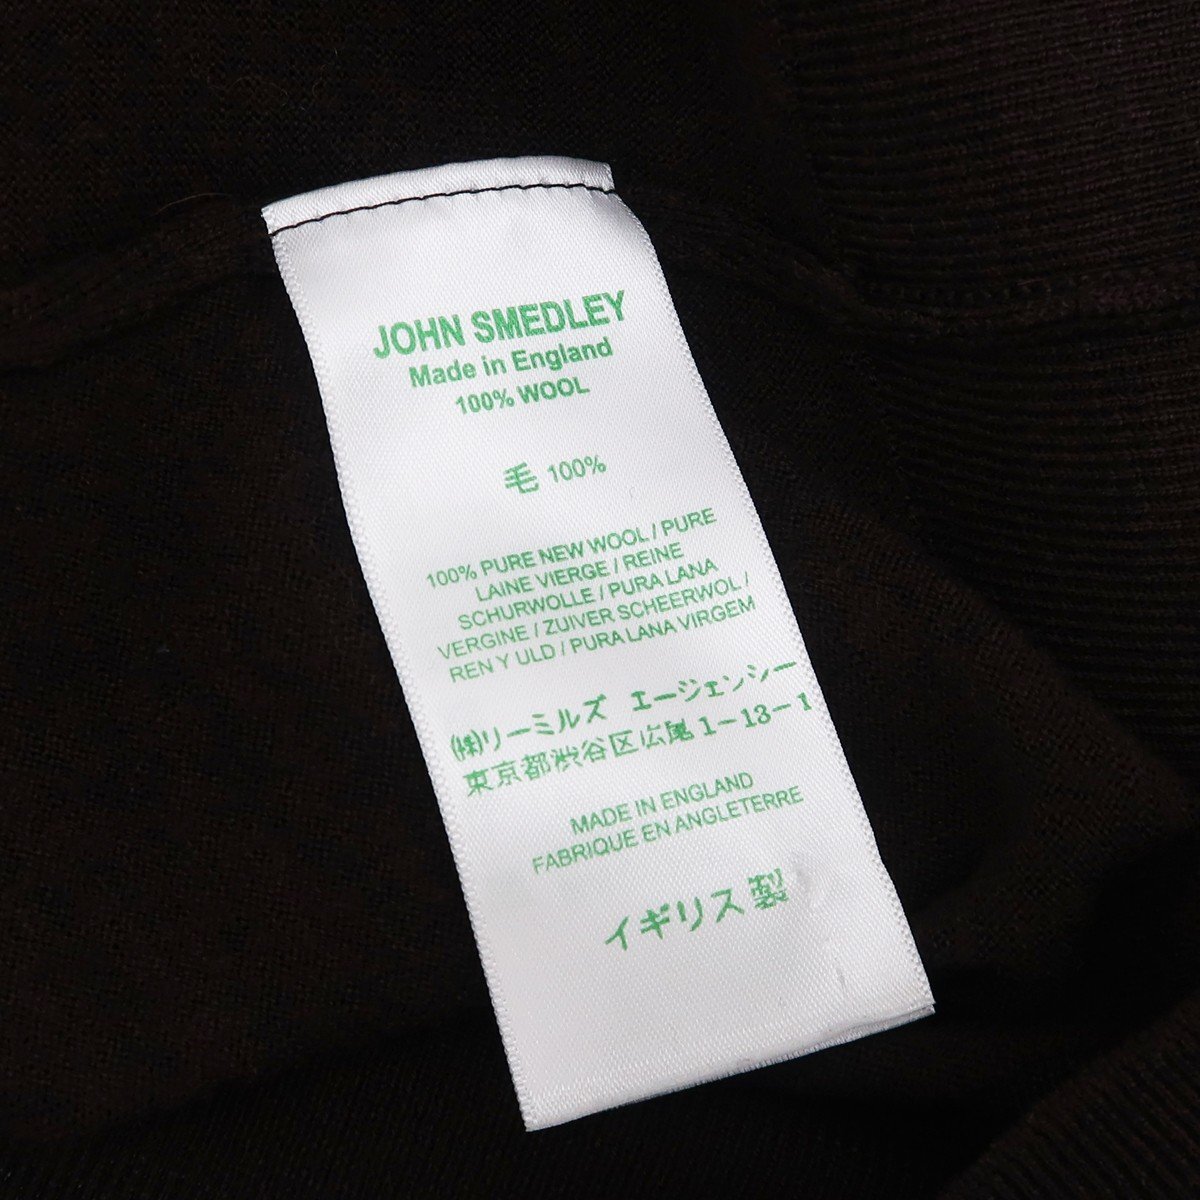 JOHN SMEDLEY
Made in England
100% WOOL
毛 100%
100% PURE NEW WOOL / PURE
LAINE VIERGE / REINE
SCHURWOLLE / PURA LANA
VERGINE / ZUIVER SCHEERWOL /
REN Y ULD / PURA LANA VIRGEM
㈱リーミルズ エージェンシー
東京都渋谷区広尾1-13-1
MADE IN ENGLAND
FABRIQUE EN ANGLETERRE
イギリス製